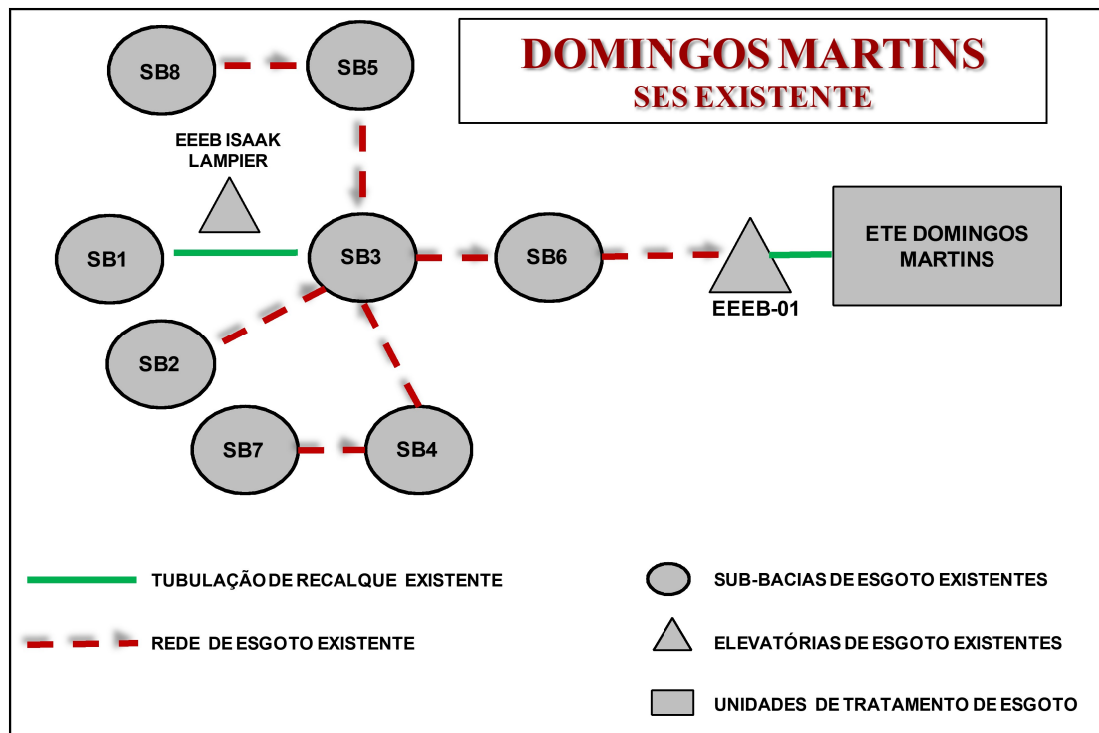 DOMINGOS MARTINS
SES EXISTENTE
SB8
SB5
EEEB ISAAK
LAMPIER
SB1
SB3
SB6
ETE DOMINGOS
MARTINS
EEEB-01
SB2
SB7
SB4
TUBULAÇÃO DE RECALQUE EXISTENTE
SUB-BACIAS DE ESGOTO EXISTENTES
REDE DE ESGOTO EXISTENTE
ELEVATÓRIAS DE ESGOTO EXISTENTES
UNIDADES DE TRATAMENTO DE ESGOTO